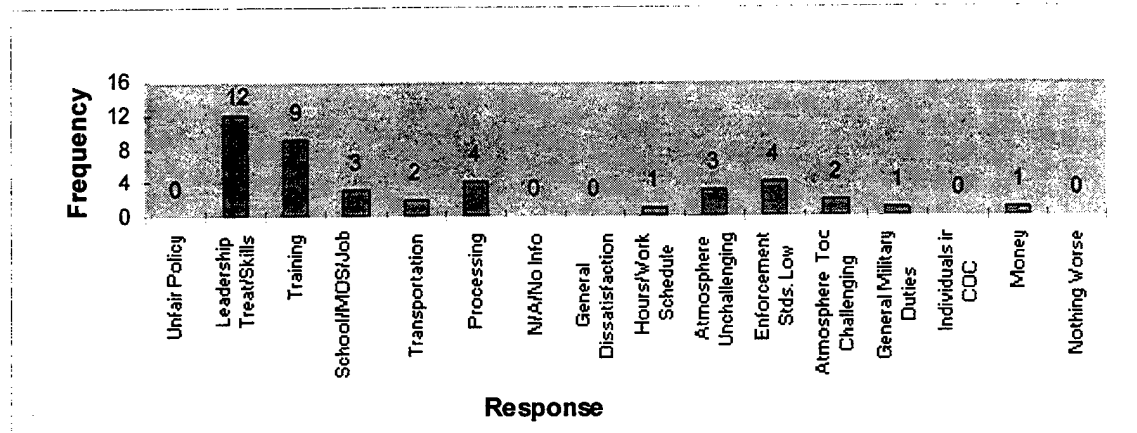 Frequency
16
12
8
4
0
0
12
9
3
2
4
0
0
1
3
4
2
1
0
1
0
Unfair Policy
Leadership
Treat/Skills
Training
School/MOS/Job
Transportation
Processing
N/A/No Info
General
Dissatisfaction
Hours/Work
Schedule
Atmosphere
Unchallenging
Enforcement
Stds. Low
Atmosphere Toc
Challenging
General Military
Duties
Individuals ir
COC
Money
Nothing Worse
Response